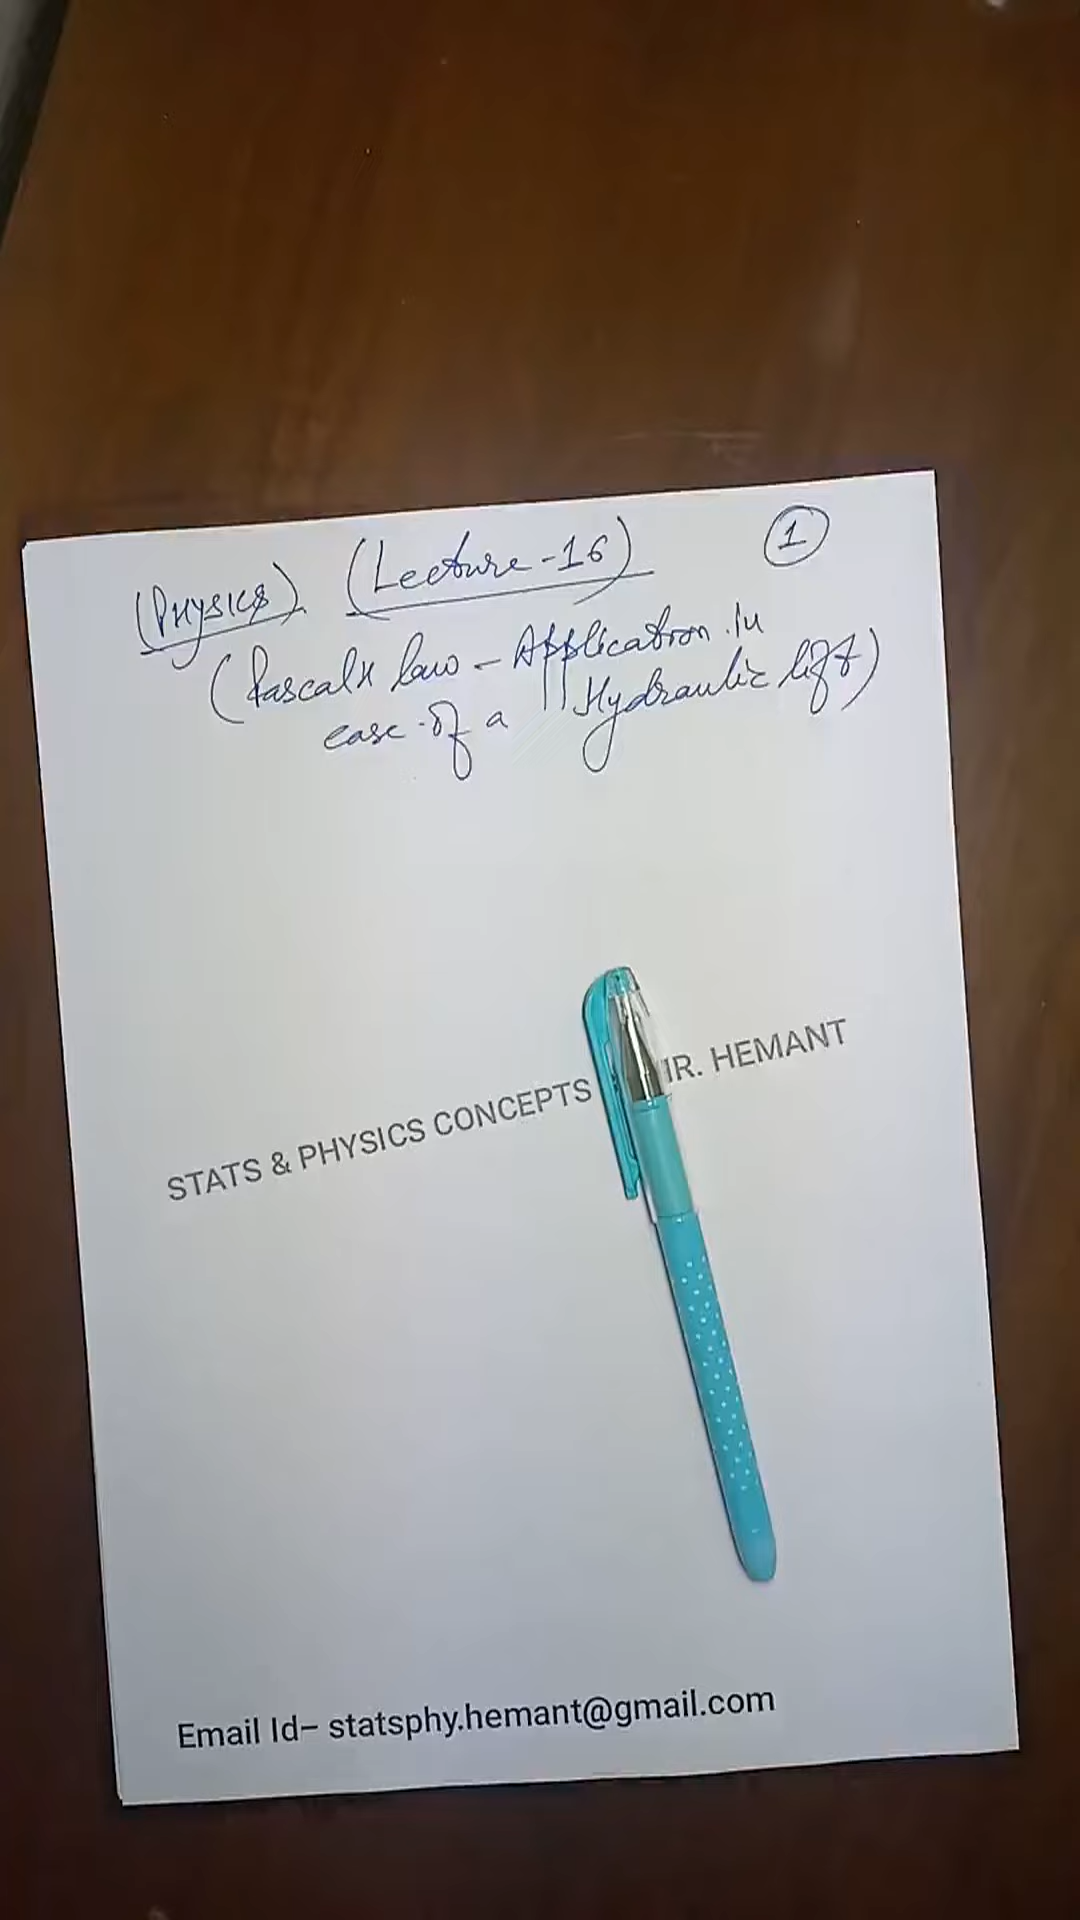 (PHYSICS) (Lecture-16) 1
(Pascal's law - Application in
case of a Hydraulic lift)
STATS & PHYSICS CONCEPTS IR. HEMANT
Email Id– statsphy.hemant@gmail.com